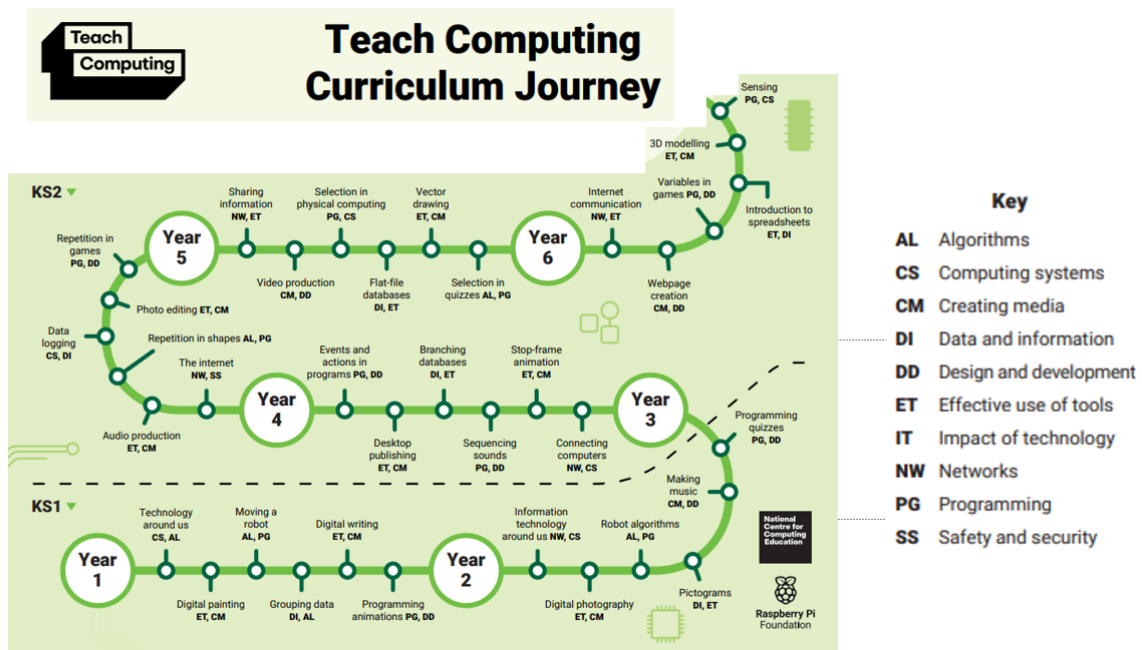 Teach
Computing
Teach Computing
Curriculum Journey
Sensing
PG, CS
3D modelling
ET, CM
Variables in
games PG, DD
Introduction to
spreadsheets
ET, DI
KS2
Sharing
information
NW, ET
Selection in
physical computing
PG, CS
Vector
drawing
ET, CM
Internet
communication
NW, ET
Repetition in
games
PG, DD
Year
5
Year
6
Video production
CM, DD
Flat-file
databases
DI, ET
Selection in
quizzes AL, PG
Webpage
creation
CM, DD
Photo editing ET, CM
Data
logging
CS, DI
Repetition in shapes AL, PG
The internet
NW, SS
Events and
actions in
programs PG, DD
Branching
databases
DI, ET
Stop-frame
animation
ET, CM
Year
4
Year
3
Audio production
ET, CM
Desktop
publishing
ET, CM
Sequencing
sounds
PG, DD
Connecting
computers
NW, CS
Programming
quizzes
PG, DD
Making
music
CM, DD
KS1
Technology
around us
CS, AL
Moving a
robot
AL, PG
Digital writing
ET, CM
Information
technology
around us NW, CS
Robot algorithms
AL, PG
Year
1
Year
2
Digital painting
ET, CM
Grouping data
DI, AL
Programming
animations PG, DD
Digital photography
ET, CM
Pictograms
DI, ET
National
Centre for
Computing
Education
Raspberry Pi
Foundation
Key
AL Algorithms
CS Computing systems
CM Creating media
DI Data and information
DD Design and development
ET Effective use of tools
IT Impact of technology
NW Networks
PG Programming
SS Safety and security